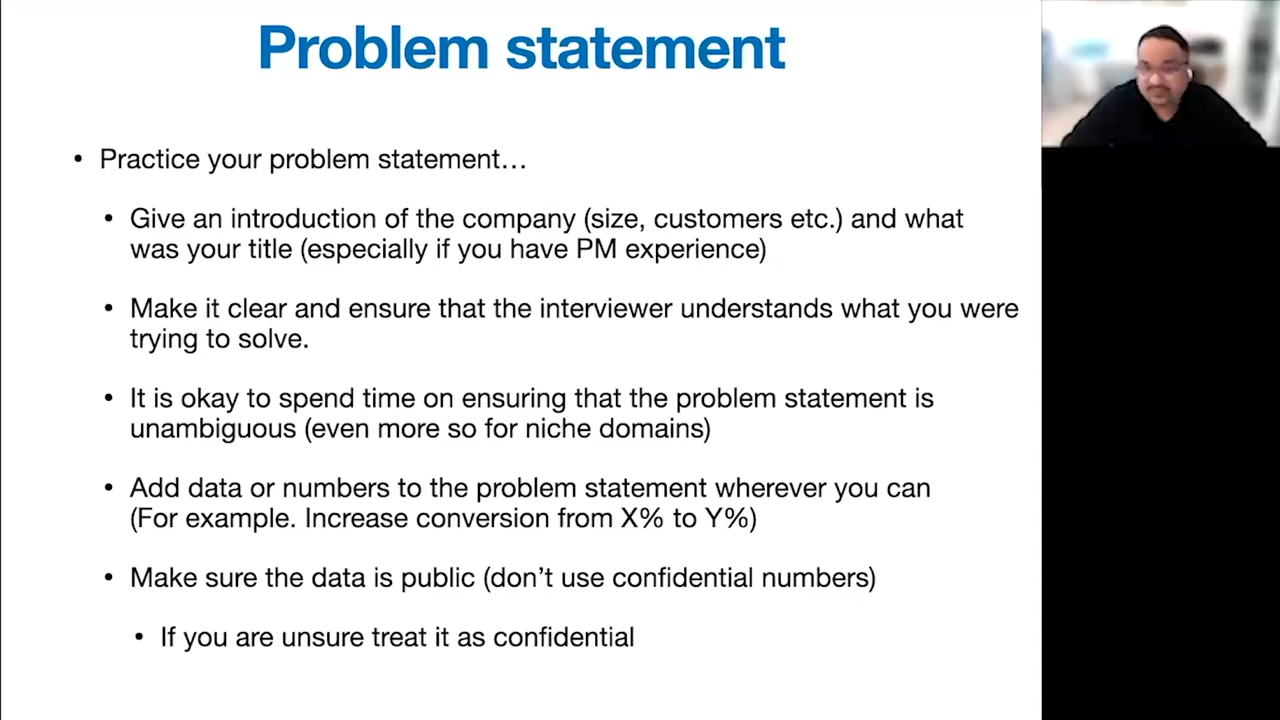 Problem statement
• Practice your problem statement…
• Give an introduction of the company (size, customers etc.) and what
was your title (especially if you have PM experience)
• Make it clear and ensure that the interviewer understands what you were
trying to solve.
• It is okay to spend time on ensuring that the problem statement is
unambiguous (even more so for niche domains)
• Add data or numbers to the problem statement wherever you can
(For example. Increase conversion from X% to Y%)
• Make sure the data is public (don’t use confidential numbers)
• If you are unsure treat it as confidential